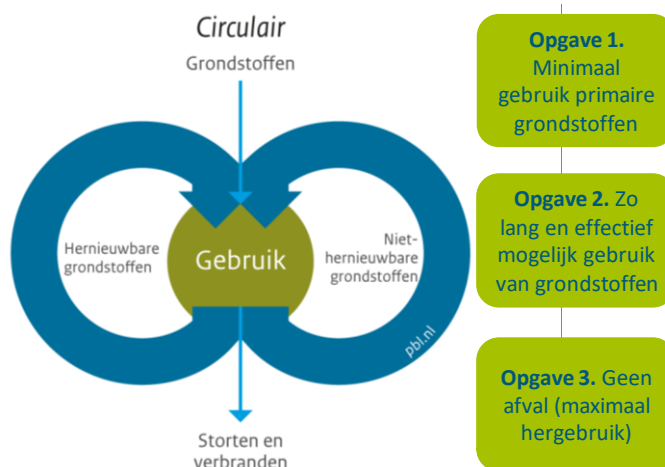 Circulair
Grondstoffen
Hernieuwbare
grondstoffen
Gebruik
Niet-
hernieuwbare
grondstoffen
pbl.nl
Storten en
verbranden
Opgave 1.
Minimaal
gebruik primaire
grondstoffen
Opgave 2. Zo
lang en effectief
mogelijk gebruik
van grondstoffen
Opgave 3. Geen
afval (maximaal
hergebruik)